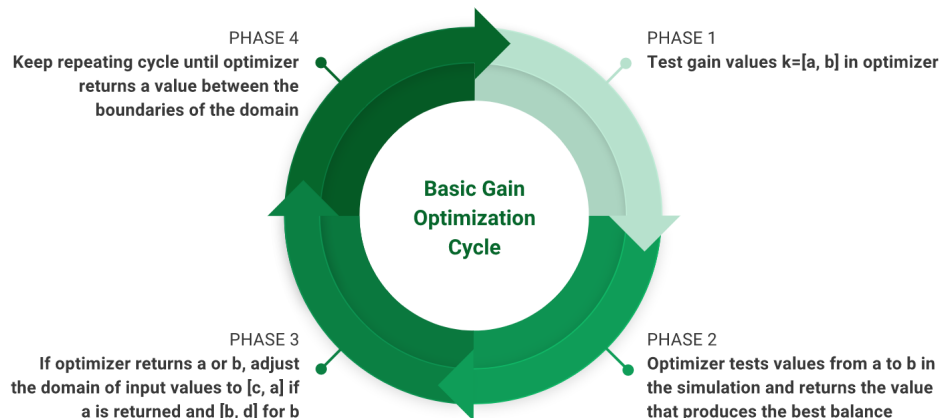 PHASE 4
Keep repeating cycle until optimizer
returns a value between the
boundaries of the domain
PHASE 1
Test gain values k=[a, b] in optimizer
Basic Gain
Optimization
Cycle
PHASE 3
If optimizer returns a or b, adjust
the domain of input values to [c, a] if
a is returned and [b, d] for b
PHASE 2
Optimizer tests values from a to b in
the simulation and returns the value
that produces the best balance